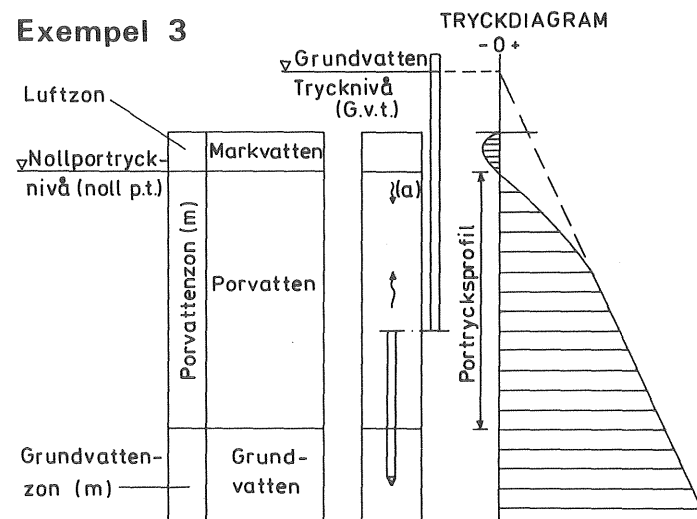 Exempel 3
TRYCKDIAGRAM
- 0 +
Grundvatten
Trycknivå
(G.v.t.)
Luftzon
Markvatten
Nollportryck-
nivå (noll p.t.)
(a)
Porvattenzon (m)
Porvatten
Portrycksprofil
Grundvatten-
zon (m)
Grund-
vatten